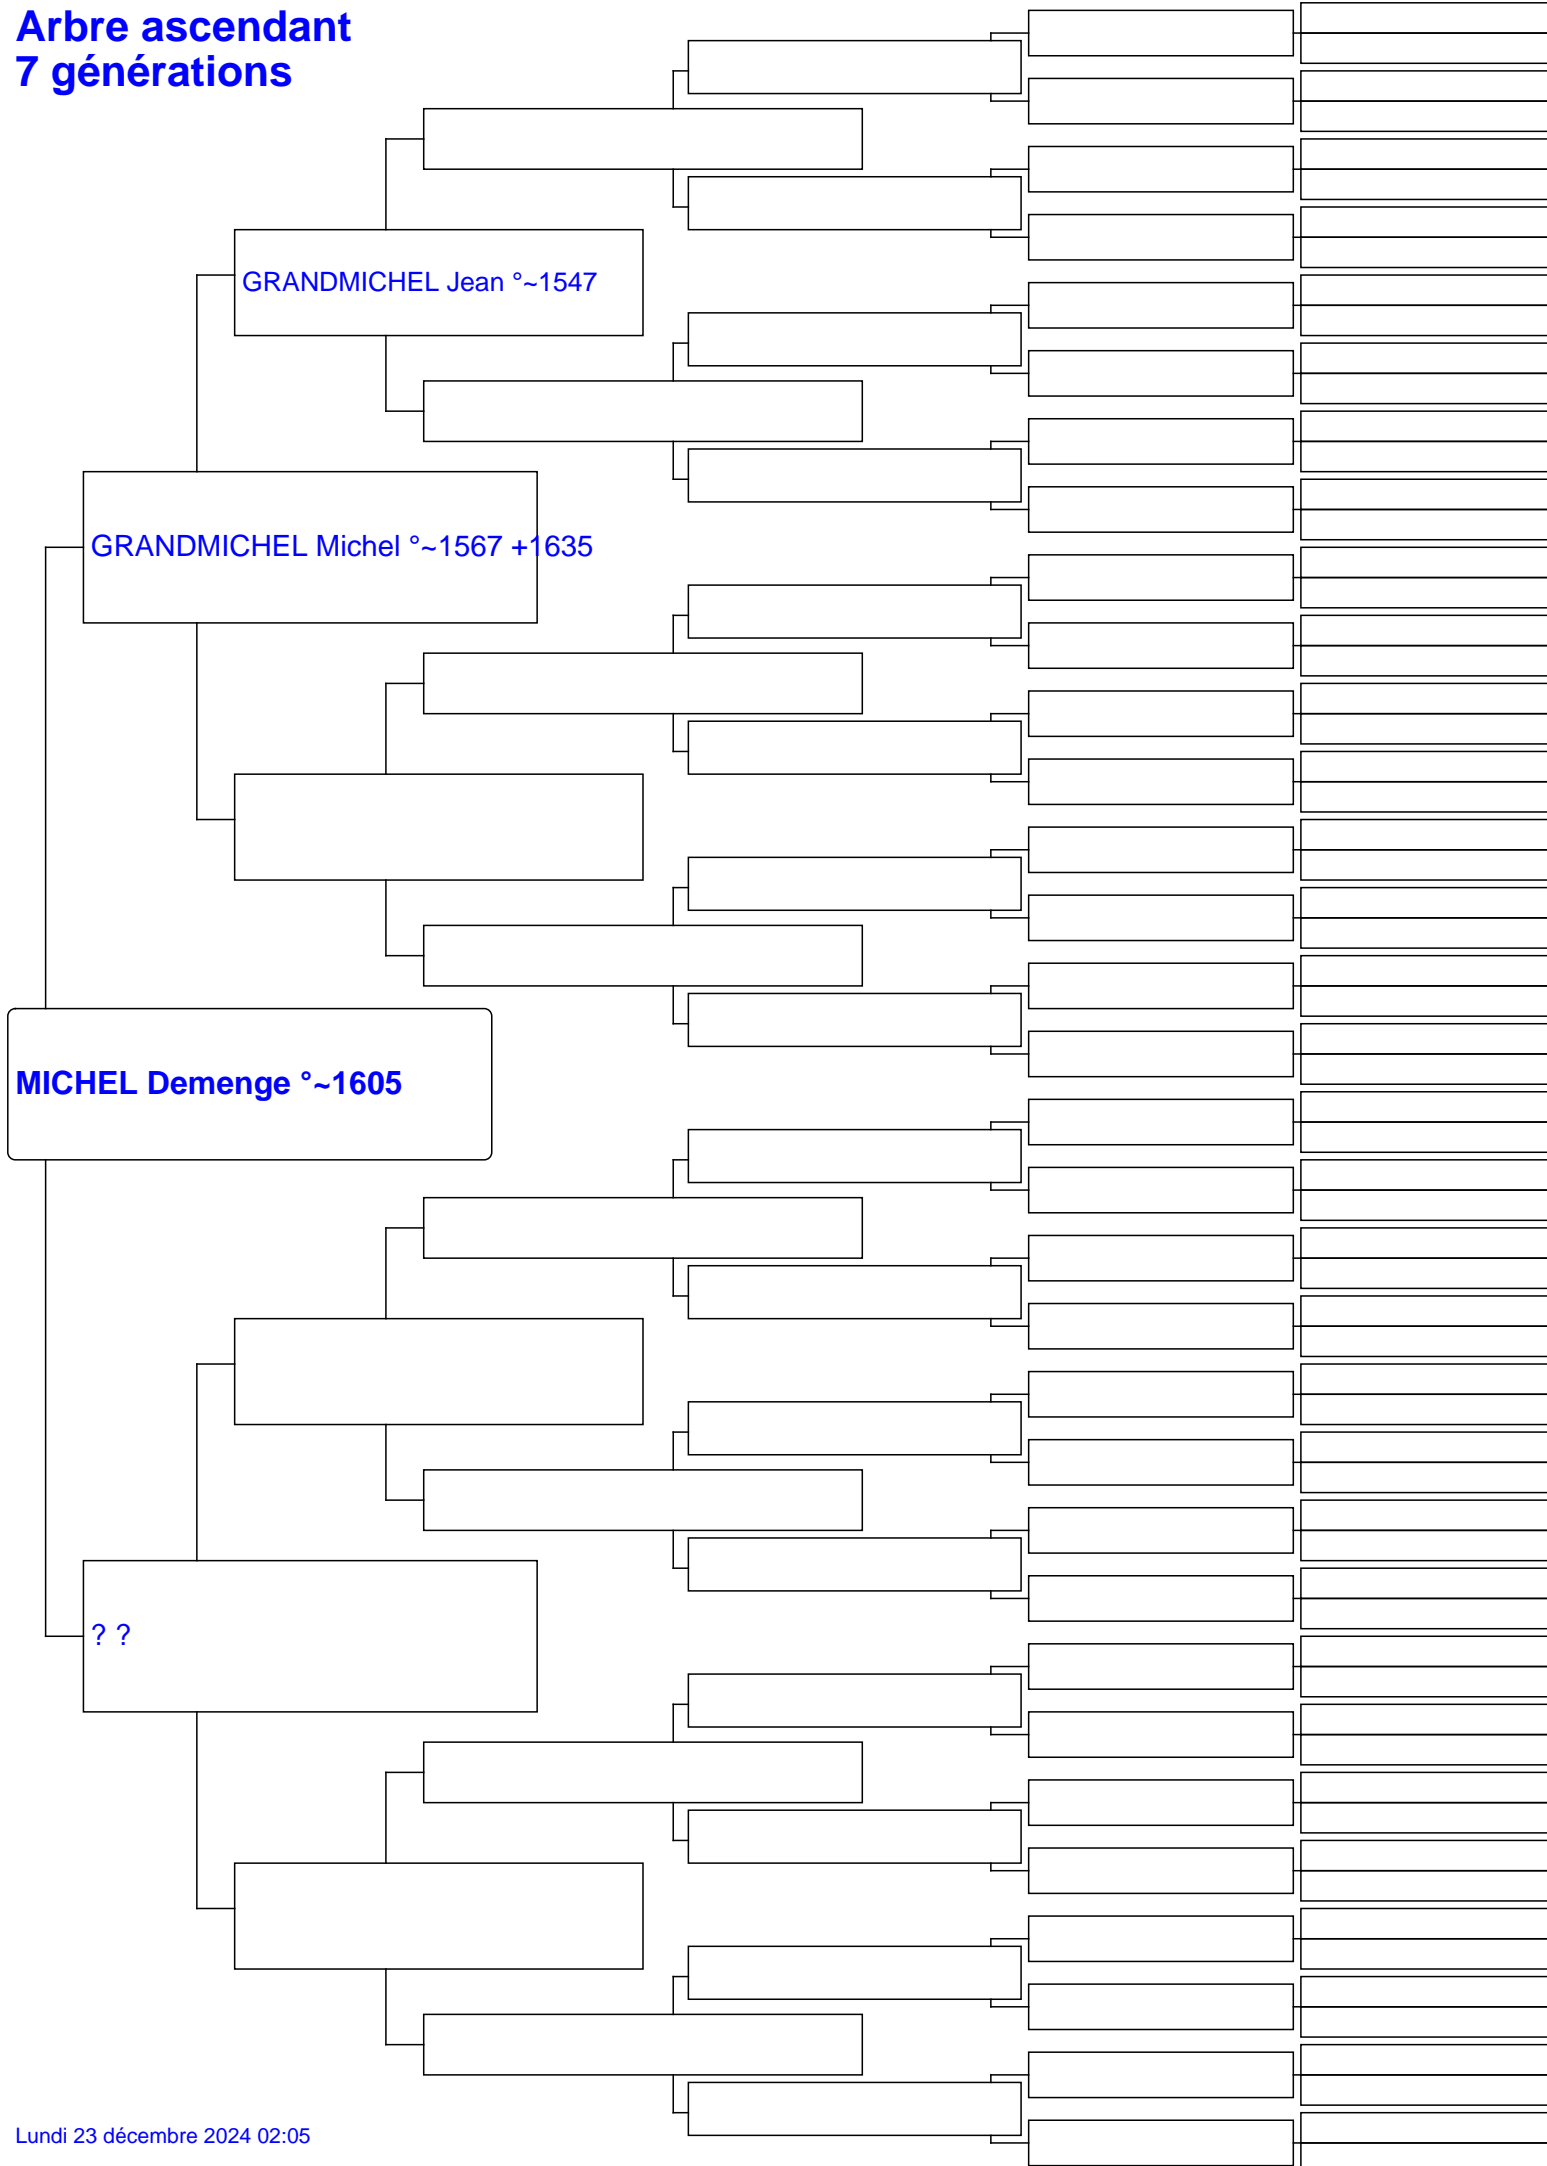 Arbre ascendant
7 générations
GRANDMICHEL Jean °~1547
GRANDMICHEL Michel °~1567 +1635
MICHEL Demenge °~1605
? ?
Lundi 23 décembre 2024 02:05